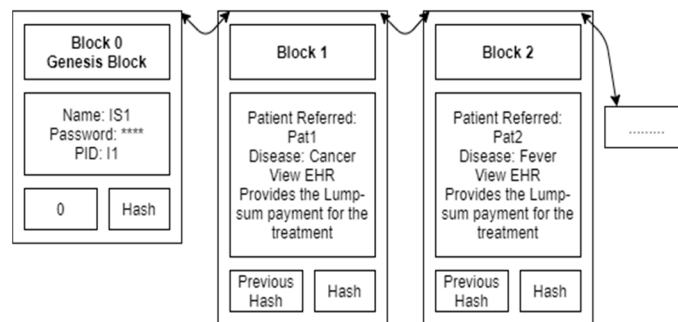 Block 0
Genesis Block
Name: IS1
Password: ****
PID: I1
0
Hash
Block 1
Patient Referred:
Pat1
Disease: Cancer
View EHR
Provides the Lump-
sum payment for the
treatment
Previous
Hash
Hash
Block 2
Patient Referred:
Pat2
Disease: Fever
View EHR
Provides the Lump-
sum payment for the
treatment
Previous
Hash
Hash
.........